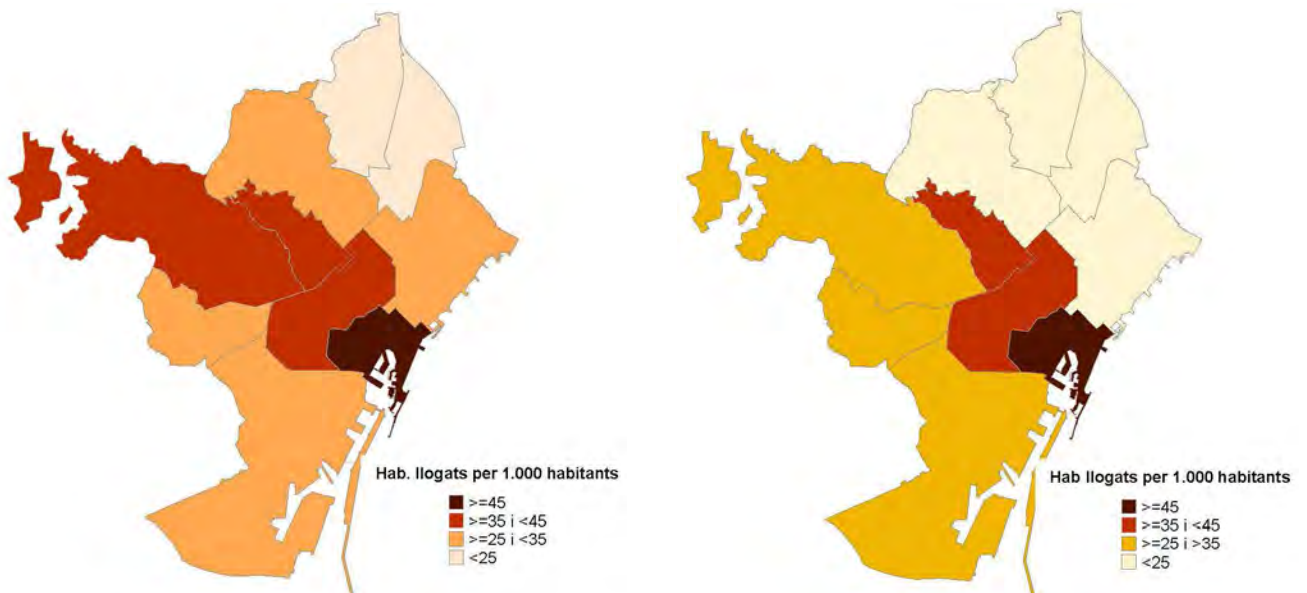 Hab. llogats per 1.000 habitants
>=45
>=35 i <45
>=25 i <35
<25
Hab llogats per 1.000 habitants
>=45
>=35 i <45
>=25 i >35
<25